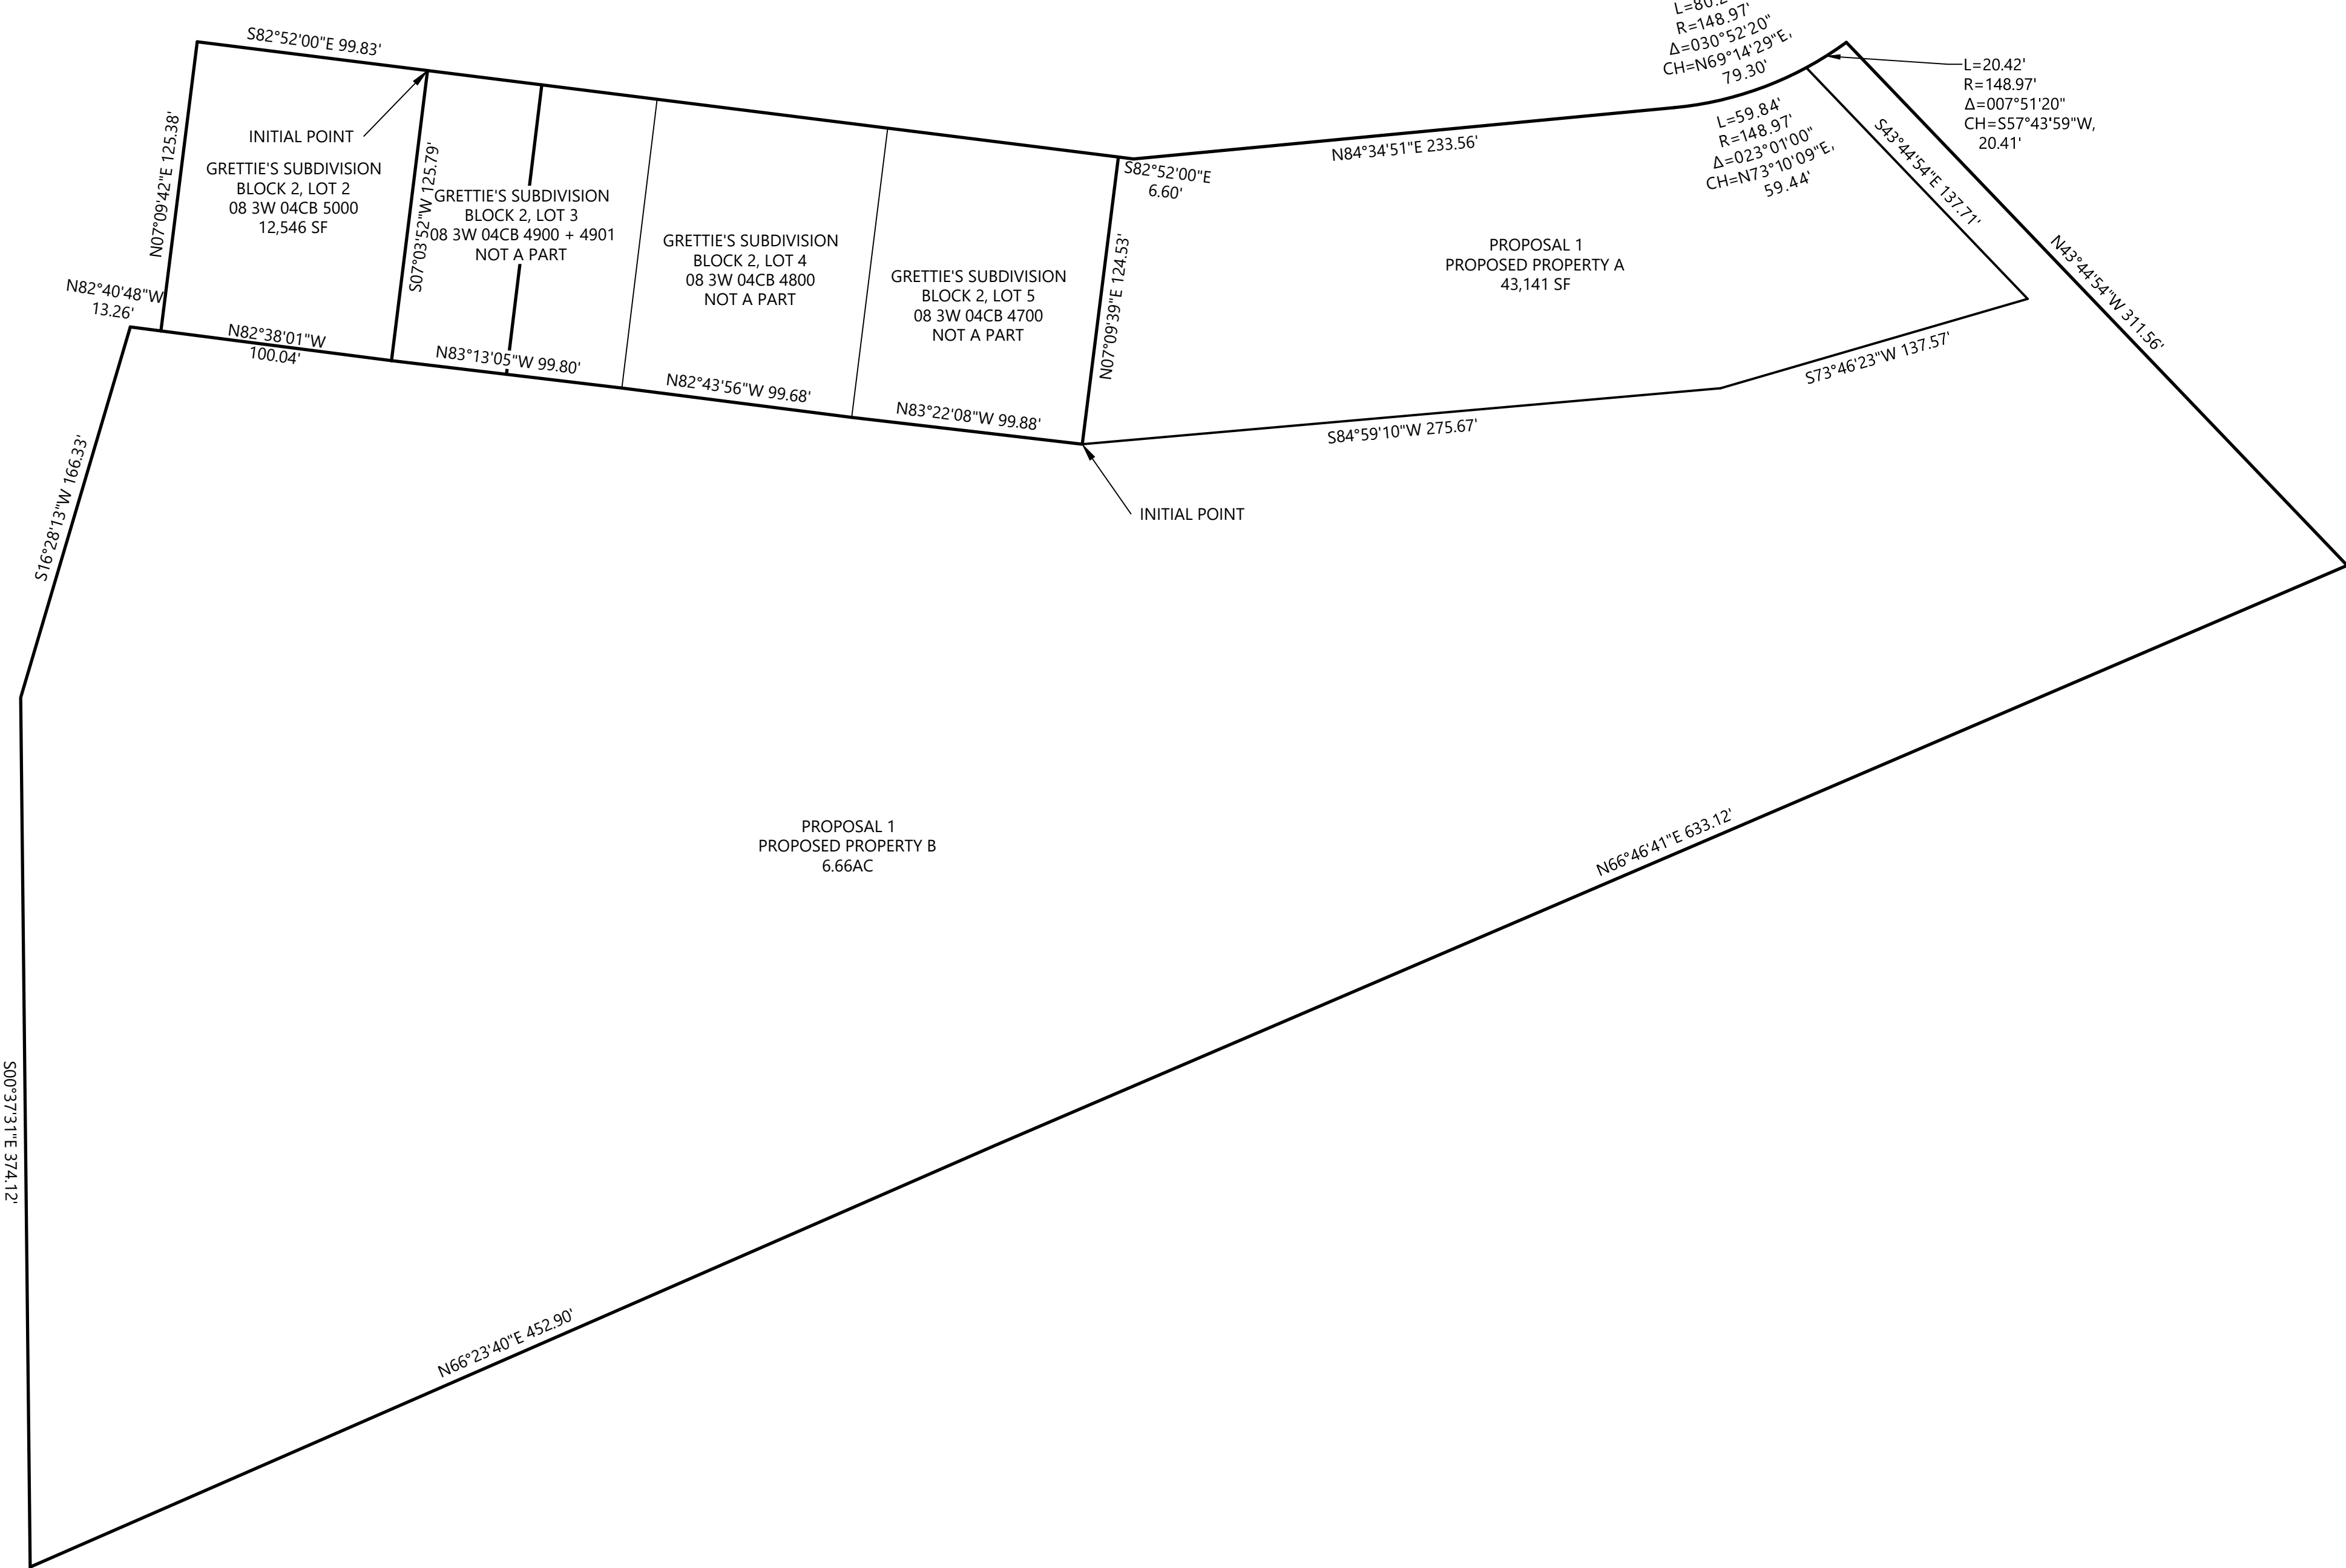 S82°52'00"E 99.83'
INITIAL POINT
GRETTIE'S SUBDIVISION
BLOCK 2, LOT 2
08 3W 04CB 5000
12,546 SF
N07°09'42"E 125.38'
S07°03'52"W 125.79'
N82°40'48"W
13.26'
N82°38'01"W
100.04'
GRETTIE'S SUBDIVISION
BLOCK 2, LOT 3
08 3W 04CB 4900 + 4901
NOT A PART
N83°13'05"W 99.80'
GRETTIE'S SUBDIVISION
BLOCK 2, LOT 4
08 3W 04CB 4800
NOT A PART
N82°43'56"W 99.68'
GRETTIE'S SUBDIVISION
BLOCK 2, LOT 5
08 3W 04CB 4700
NOT A PART
N83°22'08"W 99.88'
N07°09'39"E 124.53'
S82°52'00"E
6.60'
N84°34'51"E 233.56'
R=148.97'
Δ=030°52'20"
CH=N69°14'29"E,
79.30'
L=59.84'
R=148.97'
Δ=023°01'00"
CH=N73°10'09"E,
59.44'
L=20.42'
R=148.97'
Δ=007°51'20"
CH=S57°43'59"W,
20.41'
S43°44'54"E 137.71'
N43°44'54"W 311.56'
PROPOSAL 1
PROPOSED PROPERTY A
43,141 SF
S73°46'23"W 137.57'
S84°59'10"W 275.67'
INITIAL POINT
S16°28'13"W 166.33'
PROPOSAL 1
PROPOSED PROPERTY B
6.66AC
N66°46'41"E 633.12'
S00°37'31"E 374.12'
N66°23'40"E 452.90'